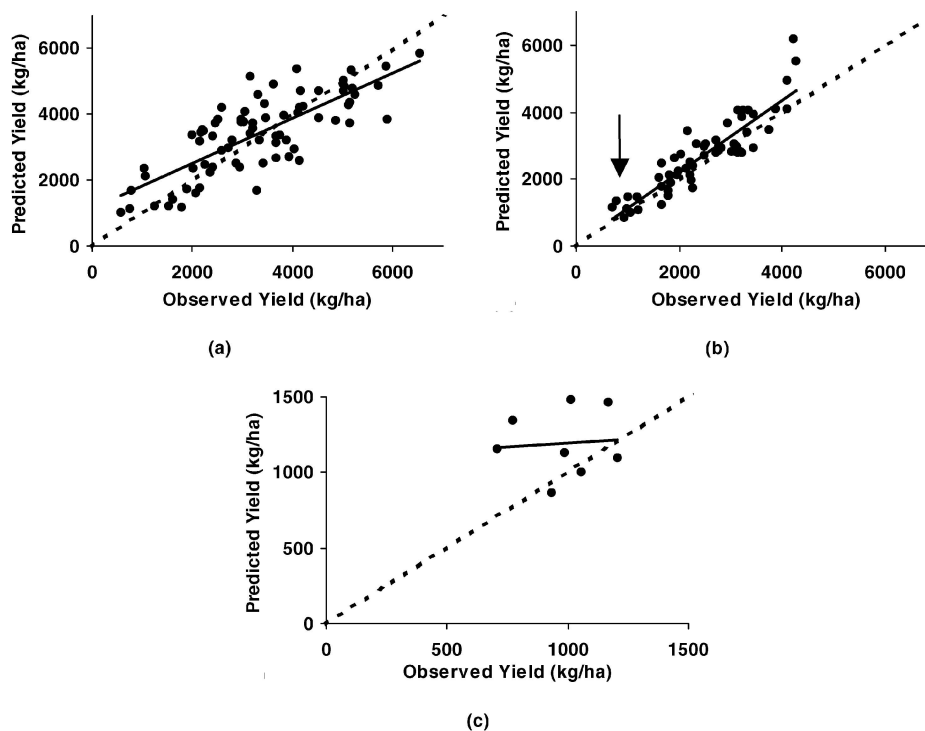 Predicted Yield (kg/ha)
6000
4000
2000
0
0 2000 4000 6000
Observed Yield (kg/ha)
(a)
Predicted Yield (kg/ha)
6000
4000
2000
0
0 2000 4000 6000
Observed Yield (kg/ha)
(b)
Predicted Yield (kg/ha)
1500
1000
500
0
0 500 1000 1500
Observed Yield (kg/ha)
(c)